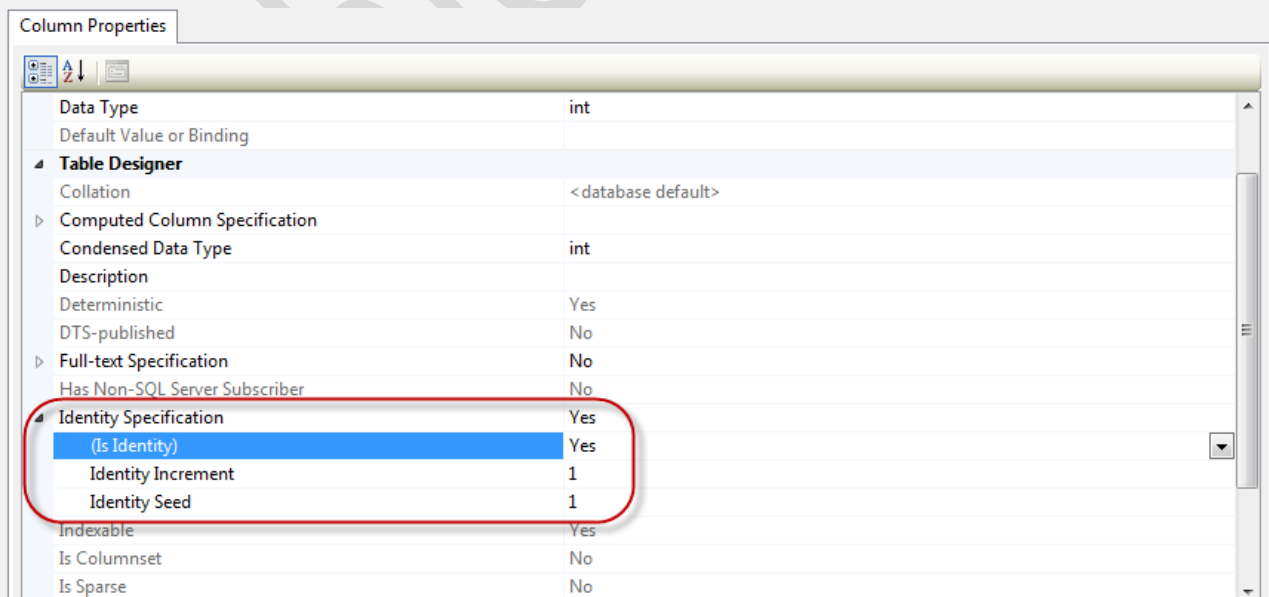 Column Properties
Data Type int
Default Value or Binding
Table Designer
Collation <database default>
Computed Column Specification
Condensed Data Type int
Description
Deterministic Yes
DTS-published No
Full-text Specification No
Has Non-SQL Server Subscriber No
Identity Specification Yes
(Is Identity) Yes
Identity Increment 1
Identity Seed 1
Indexable Yes
Is Columnset No
Is Sparse No